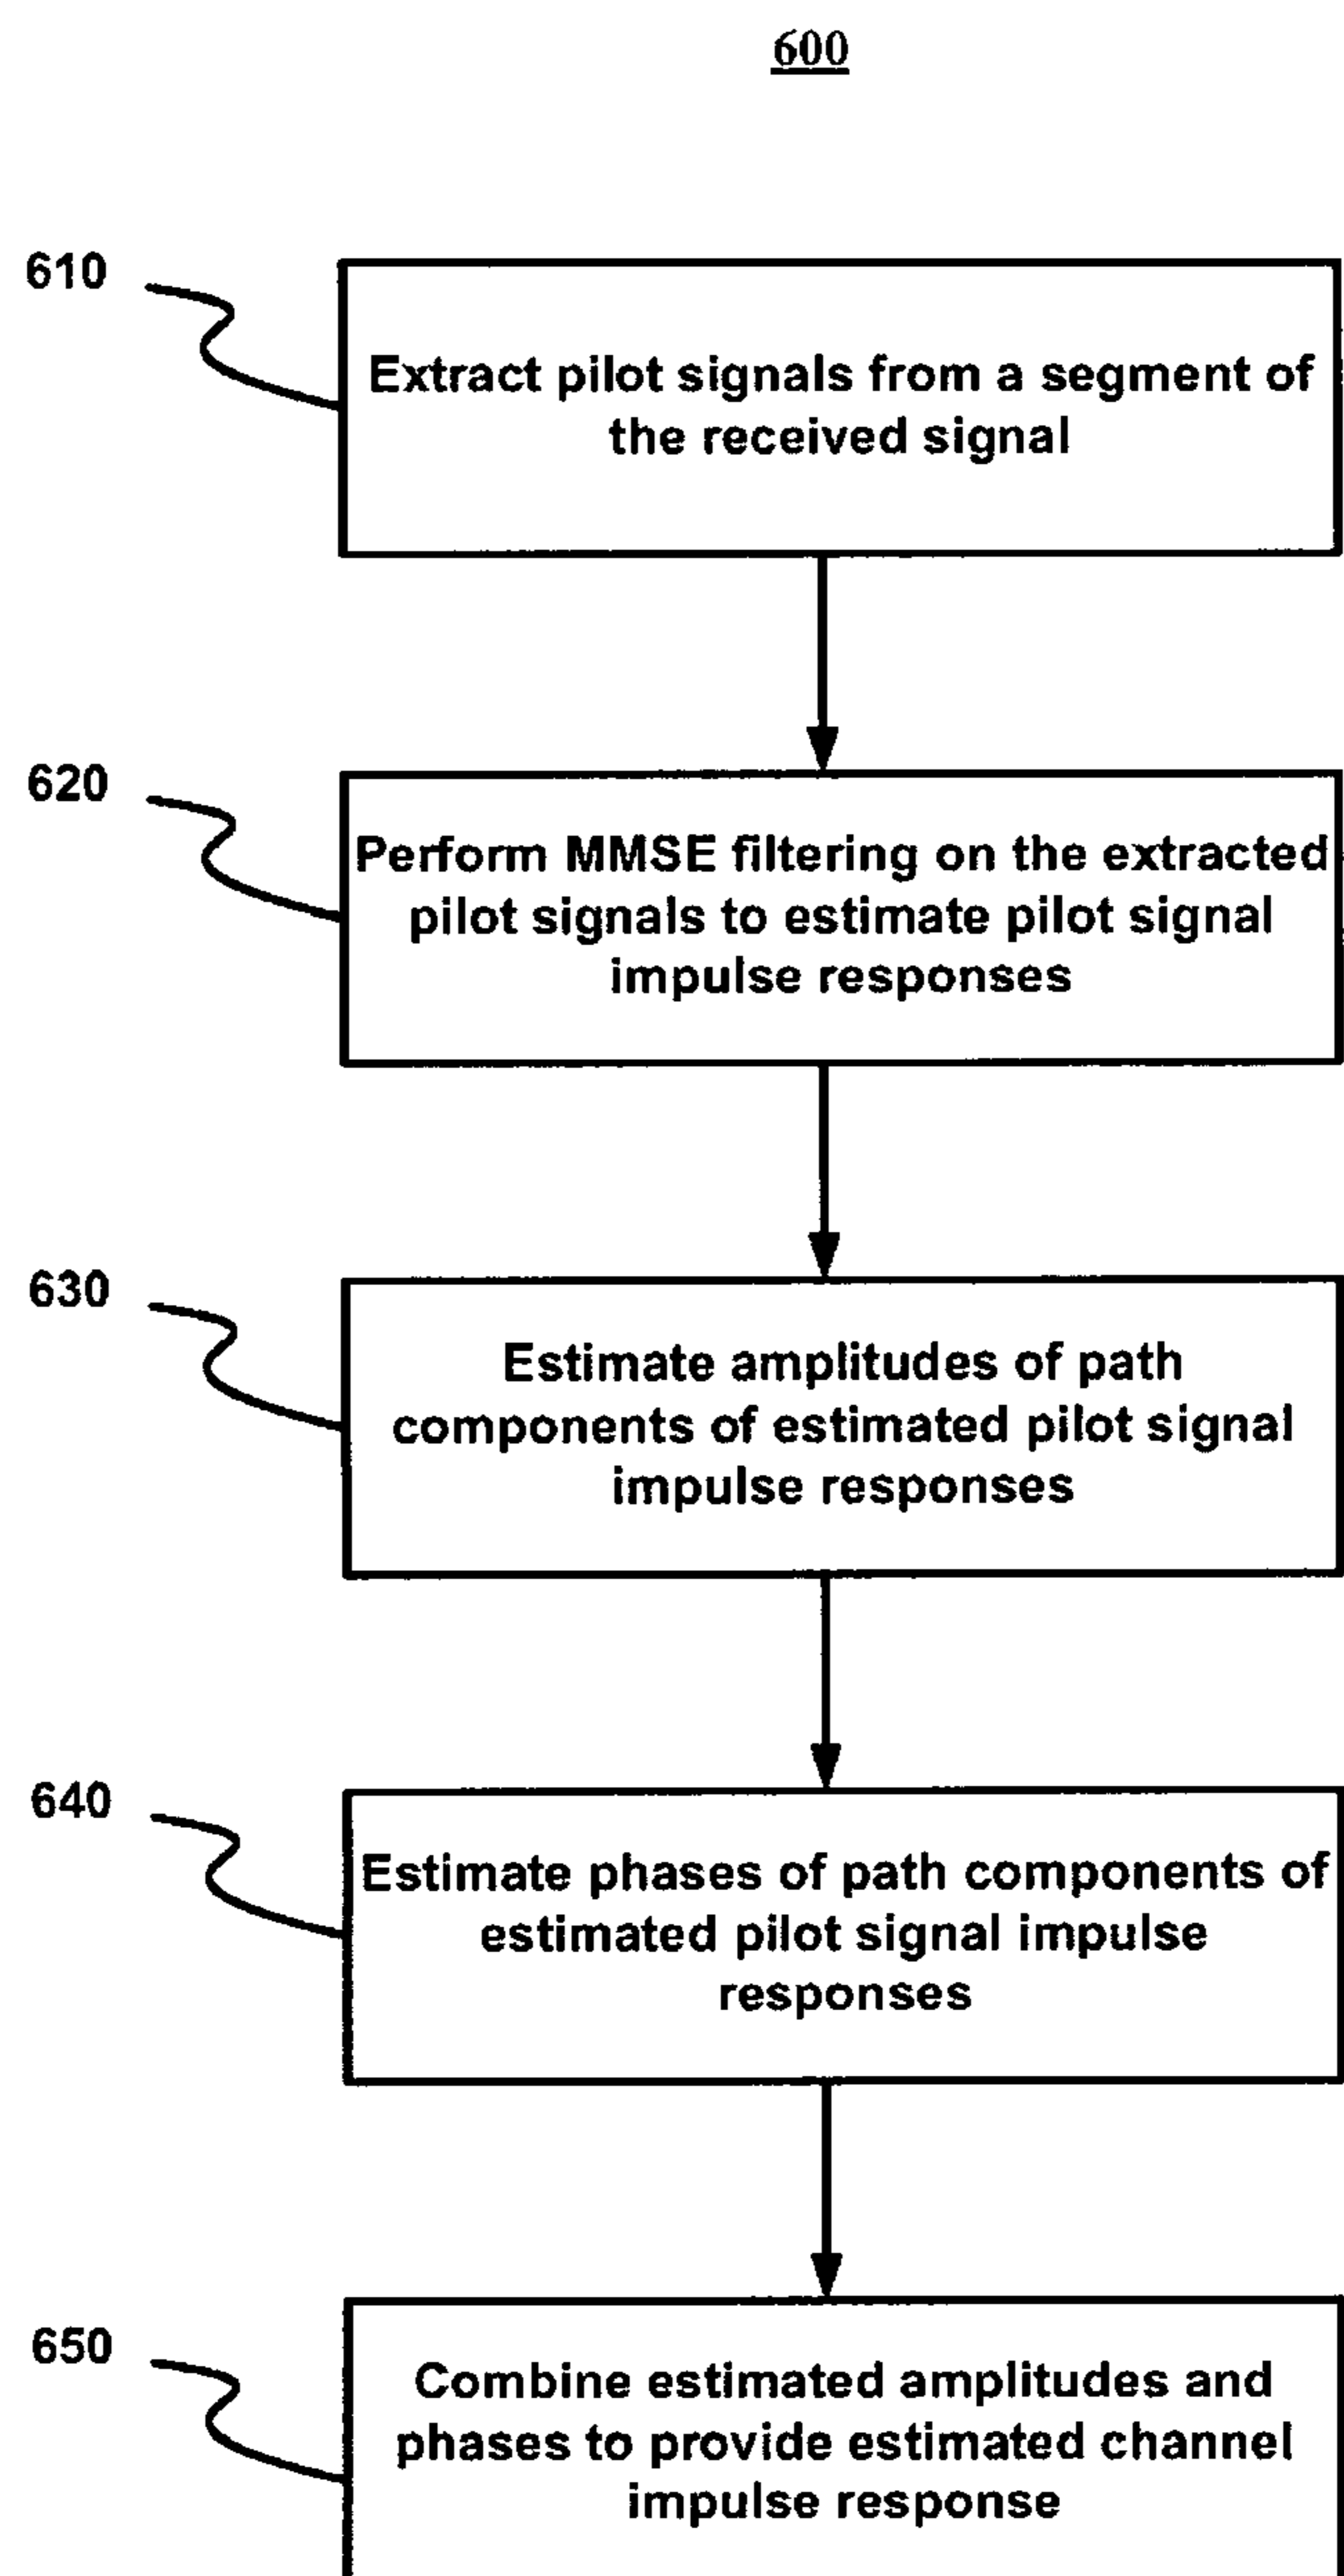 600
610
Extract pilot signals from a segment of
the received signal
620
Perform MMSE filtering on the extracted
pilot signals to estimate pilot signal
impulse responses
630
Estimate amplitudes of path
components of estimated pilot signal
impulse responses
640
Estimate phases of path components of
estimated pilot signal impulse
responses
650
Combine estimated amplitudes and
phases to provide estimated channel
impulse response